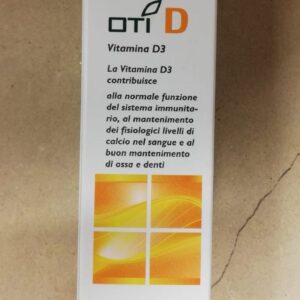 OTI D
Vitamina D3
La Vitamina D3
contribuisce
alla normale funzione
del sistema immunita-
rio, al mantenimento
dei fisiologici livelli di
calcio nel sangue e al
buon mantenimento
di ossa e denti